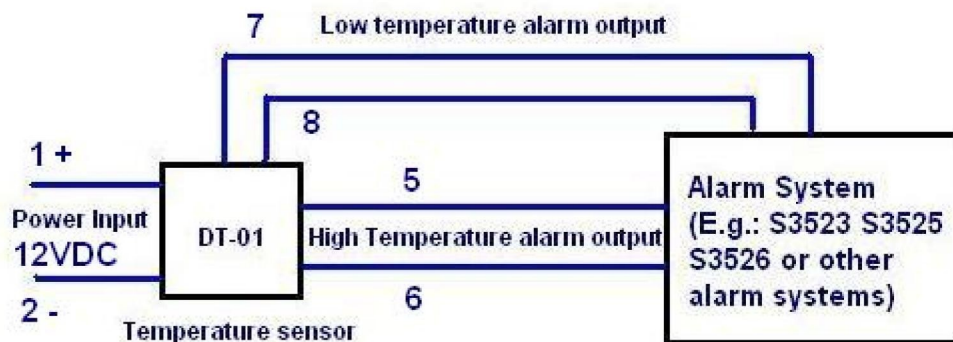 7
Low temperature alarm output
8
1 +
Power Input
12VDC
2 -
DT-01
Temperature sensor
5
High Temperature alarm output
6
Alarm System
(E.g.: S3523 S3525
S3526 or other
alarm systems)